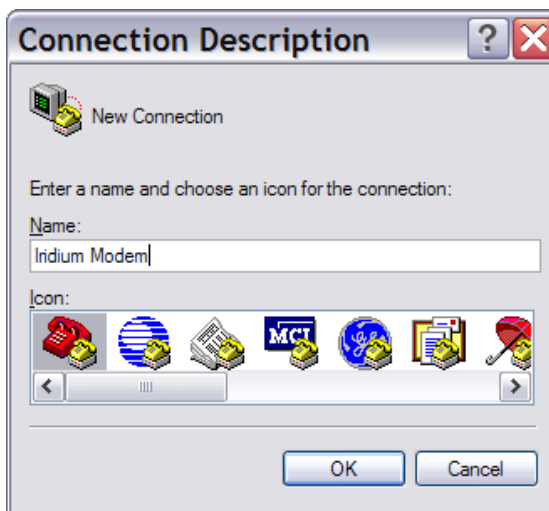 Connection Description
New Connection
Enter a name and choose an icon for the connection:
Name:
Iridium Modem
Icon:
MCI
OK Cancel